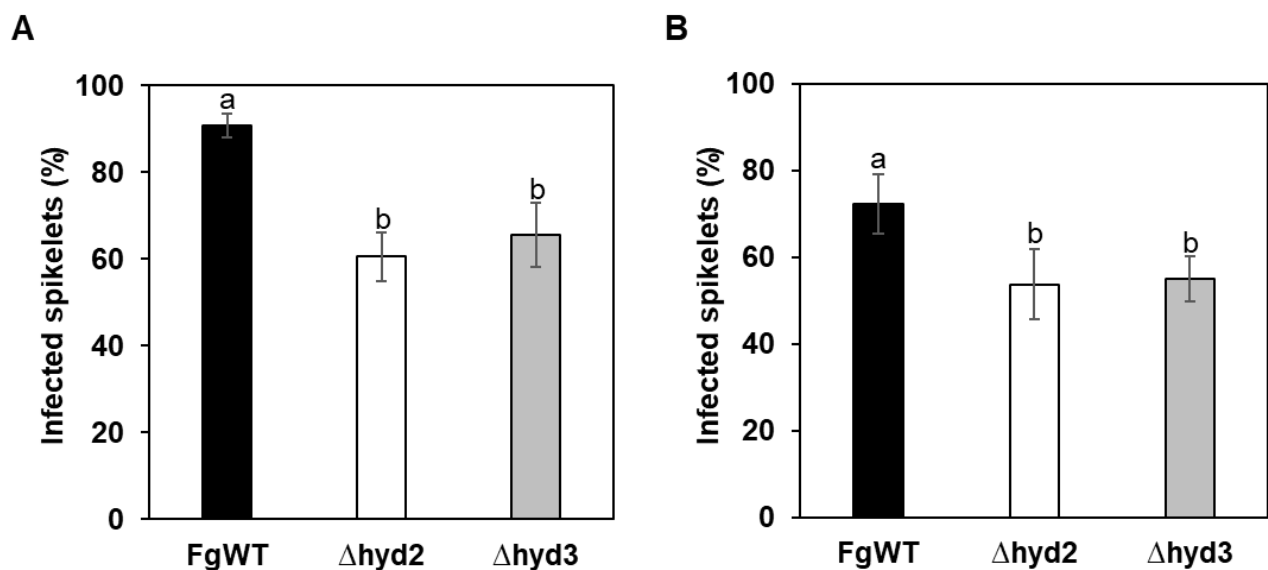 A
Infected spikelets (%)
100
80
60
40
20
0
a
b
b
FgWT
Δhyd2
Δhyd3
B
Infected spikelets (%)
100
80
60
40
20
0
a
b
b
FgWT
Δhyd2
Δhyd3